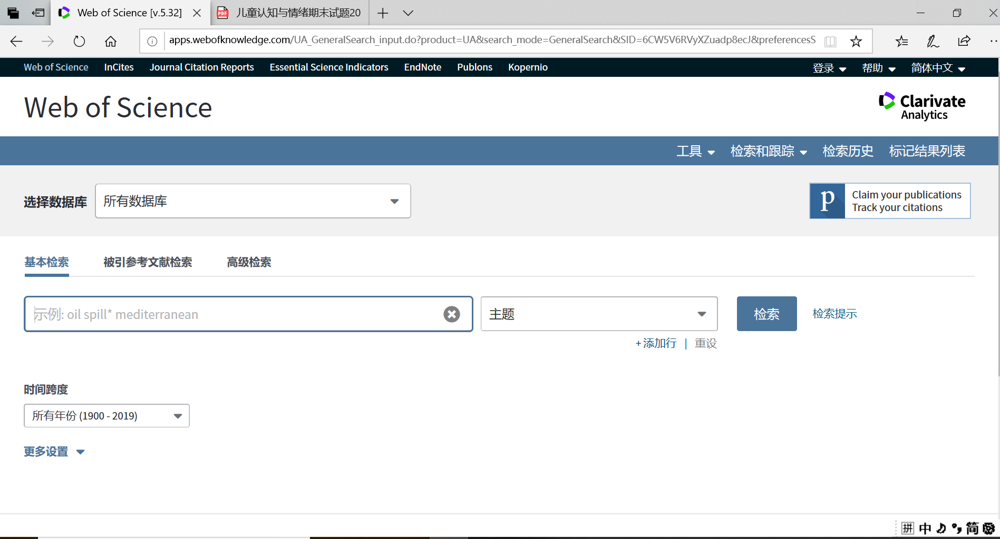 Web of Science [v.5.32]
PDF 儿童认知与情绪期末试题20
apps.webofknowledge.com/UA_GeneralSearch_input.do?product=UA&search_mode=GeneralSearch&SID=6CW5V6RVyXZuadp8ecJ&preferencesS
Web of Science InCites Journal Citation Reports Essential Science Indicators EndNote Publons Kopernio 登录 帮助 简体中文
Web of Science
Clarivate
Analytics
工具 检索和跟踪 检索历史 标记结果列表
选择数据库 所有数据库
p Claim your publications
Track your citations
基本检索 被引参考文献检索 高级检索
示例: oil spill* mediterranean 主题 检索 检索提示
+ 添加行 | 重设
时间跨度
所有年份 (1900 - 2019)
更多设置
拼 中 简